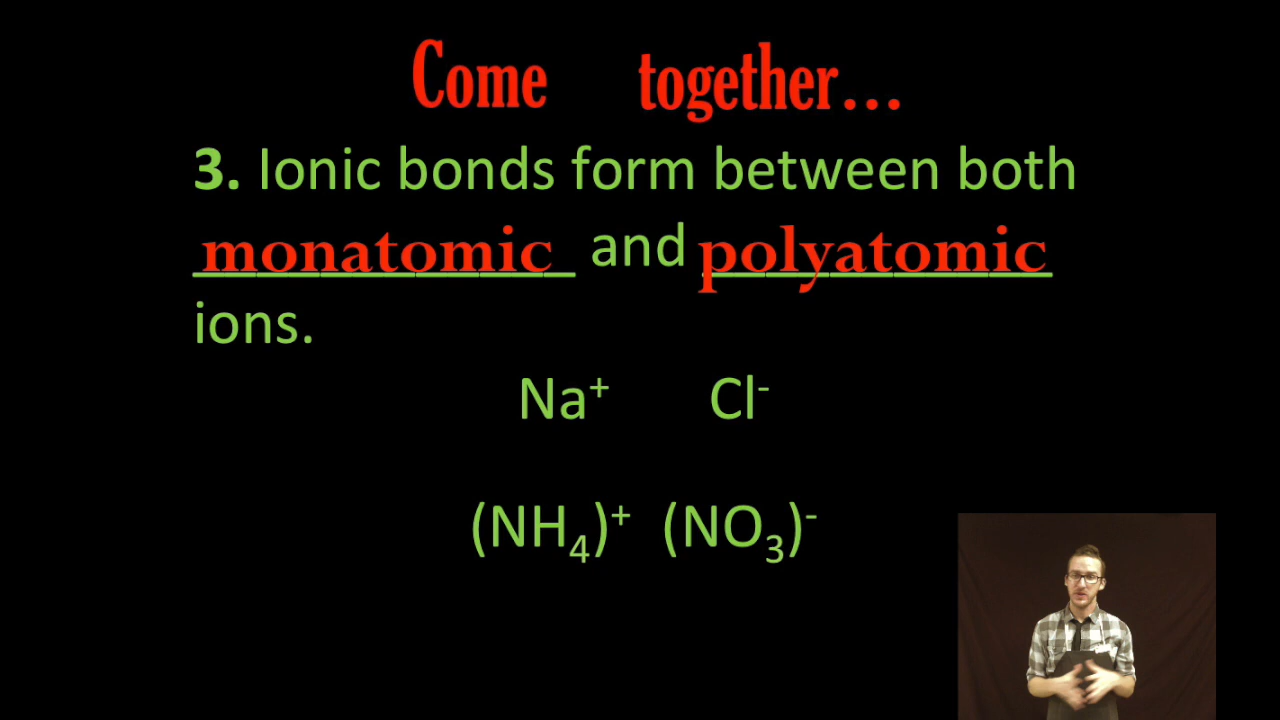 Come together...
3. Ionic bonds form between both
monatomic and polyatomic
ions.
Na⁺ Cl⁻
(NH₄)⁺ (NO₃)⁻